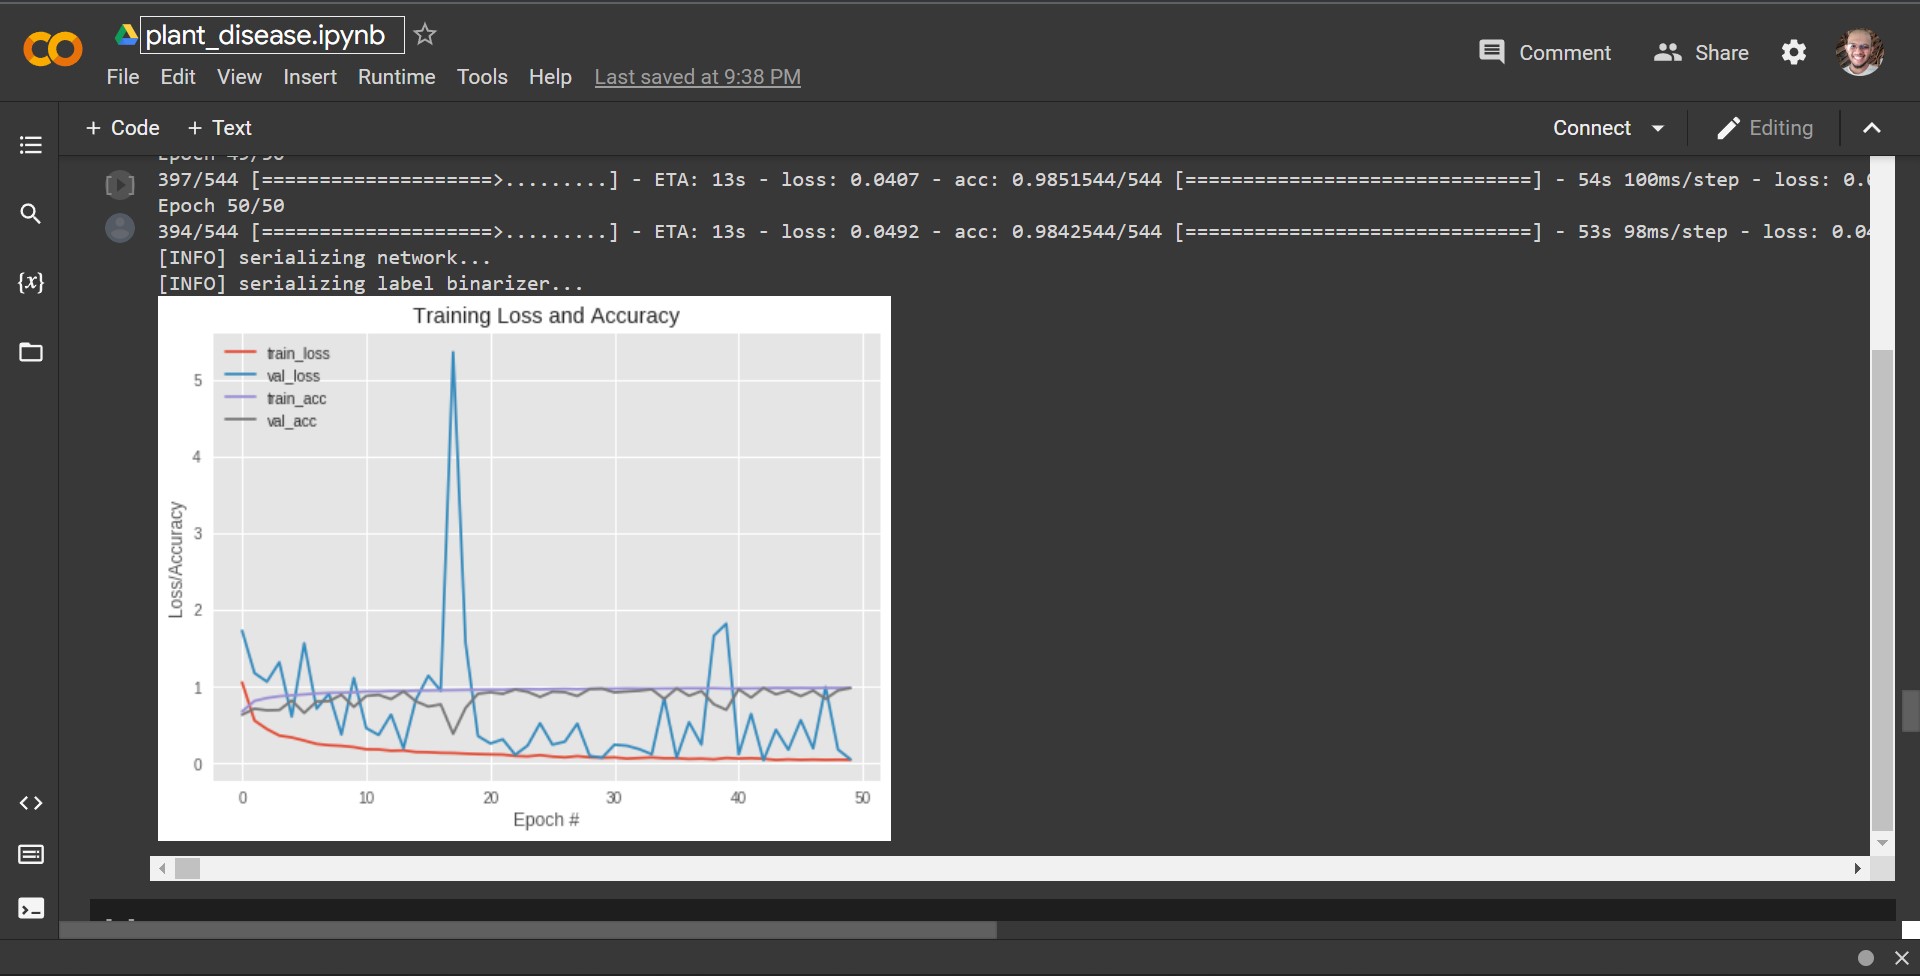 plant_disease.ipynb
File Edit View Insert Runtime Tools Help Last saved at 9:38 PM
Comment Share
+ Code + Text
Connect Editing
Epoch 49/50
397/544 [====================>.........] - ETA: 13s - loss: 0.0407 - acc: 0.9851544/544 [==============================] - 54s 100ms/step - loss: 0.0
Epoch 50/50
394/544 [====================>.........] - ETA: 13s - loss: 0.0492 - acc: 0.9842544/544 [==============================] - 53s 98ms/step - loss: 0.04
[INFO] serializing network...
[INFO] serializing label binarizer...
Training Loss and Accuracy
train_loss
val_loss
train_acc
val_acc
5
4
3
2
1
0
Loss/Accuracy
0 10 20 30 40 50
Epoch #